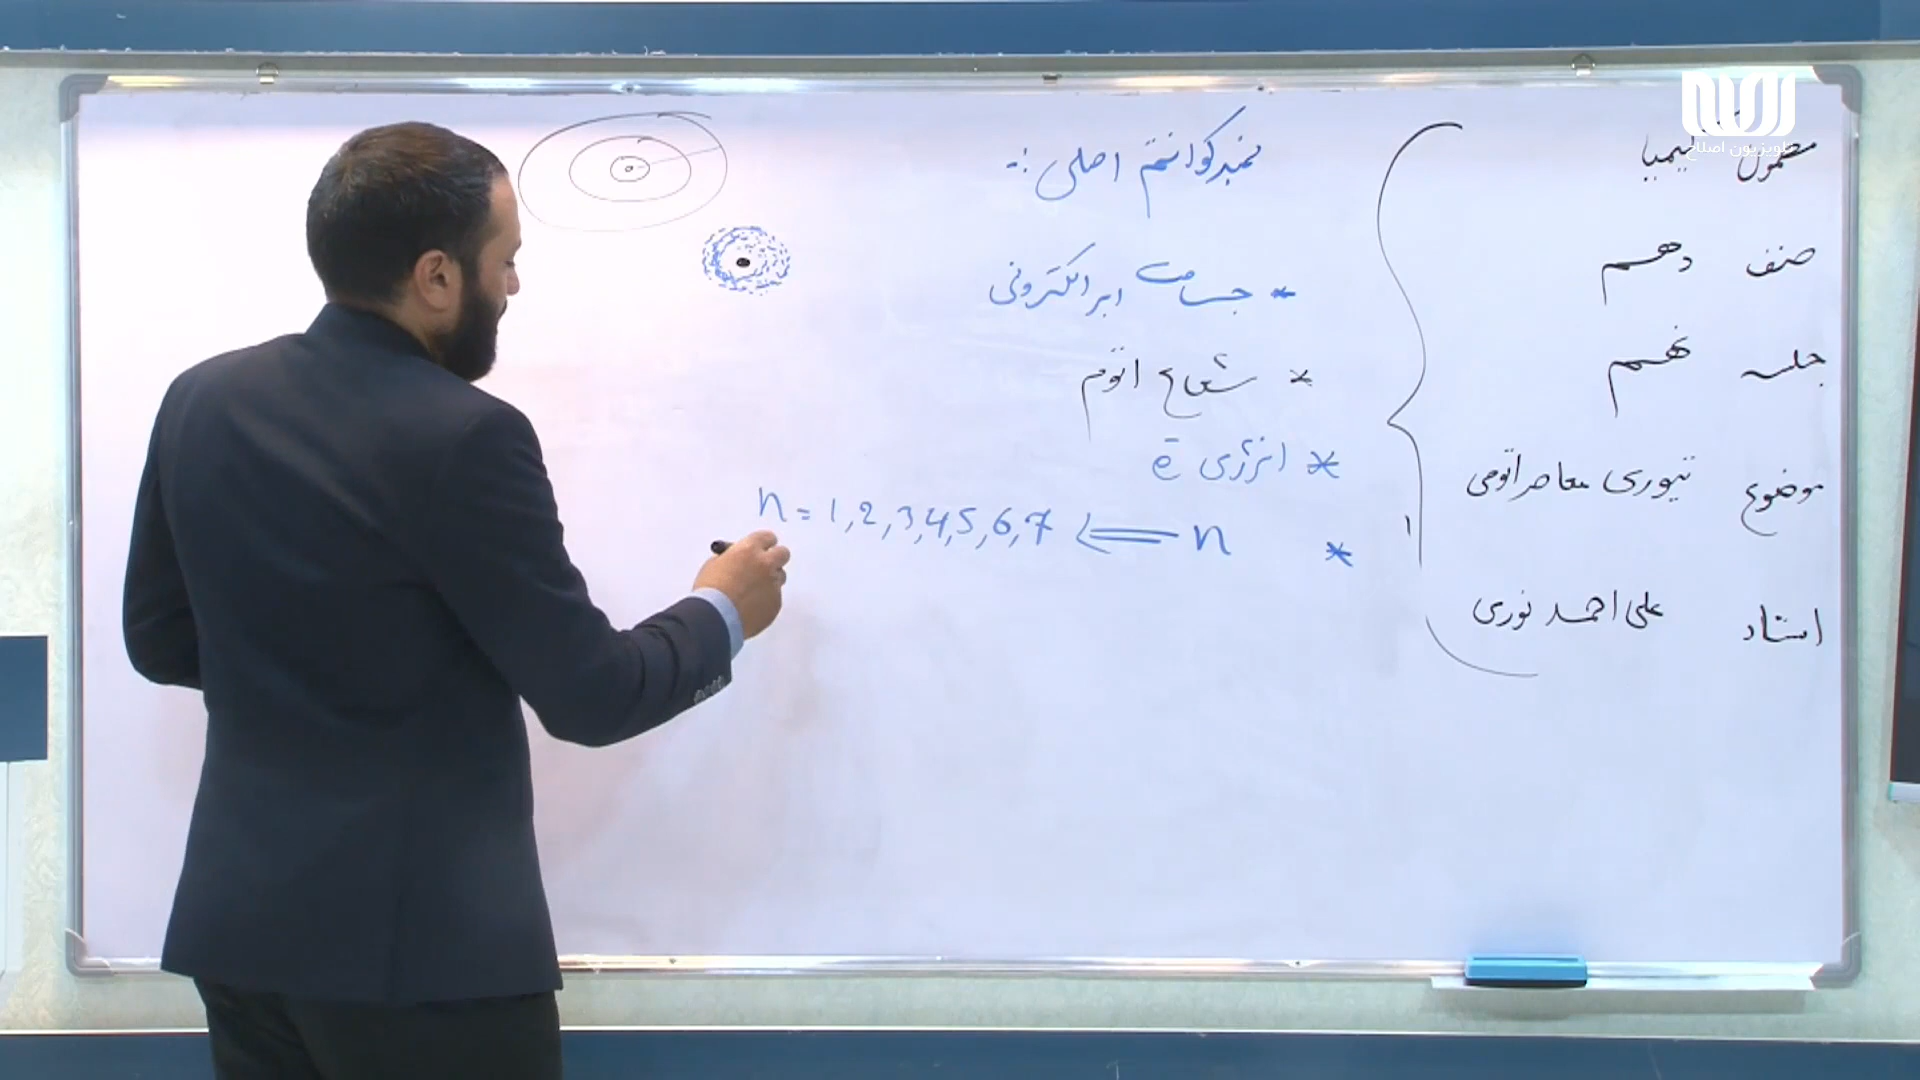 تلویزیون اصلاح
مضمون کیمیا
صنف دهم
جلسه نهم
موضوع تیوری معاصر اتومی
استاد علی احمد نوری
نمبر کوانتم اصلی :-
* جسامت ابر الکترونی
* شعاع اتوم
* انرژی e
* n ⇐ n = 1,2,3,4,5,6,7